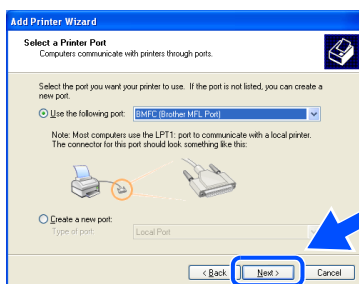 Add Printer Wizard
Select a Printer Port
Computers communicate with printers through ports.
Select the port you want your printer to use. If the port is not listed, you can create a
new port.
Use the following port: BMFC (Brother MFL Port)
Note: Most computers use the LPT1: port to communicate with a local printer.
The connector for this port should look something like this:
Create a new port:
Type of port: Local Port
< Back Next > Cancel